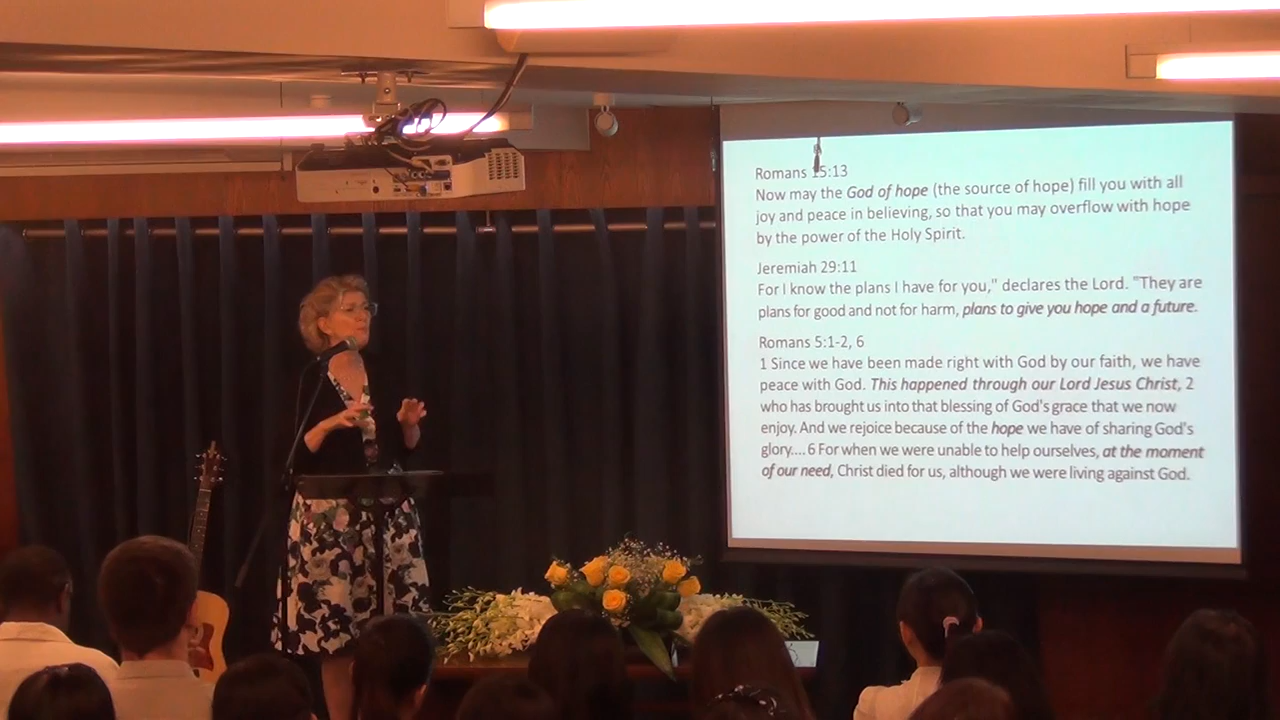 Romans 15:13
Now may the God of hope (the source of hope) fill you with all
joy and peace in believing, so that you may overflow with hope
by the power of the Holy Spirit.
Jeremiah 29:11
For I know the plans I have for you," declares the Lord. "They are
plans for good and not for harm, plans to give you hope and a future.
Romans 5:1-2, 6
1 Since we have been made right with God by our faith, we have
peace with God. This happened through our Lord Jesus Christ, 2
who has brought us into that blessing of God's grace that we now
enjoy. And we rejoice because of the hope we have of sharing God's
glory.... 6 For when we were unable to help ourselves, at the moment
of our need, Christ died for us, although we were living against God.